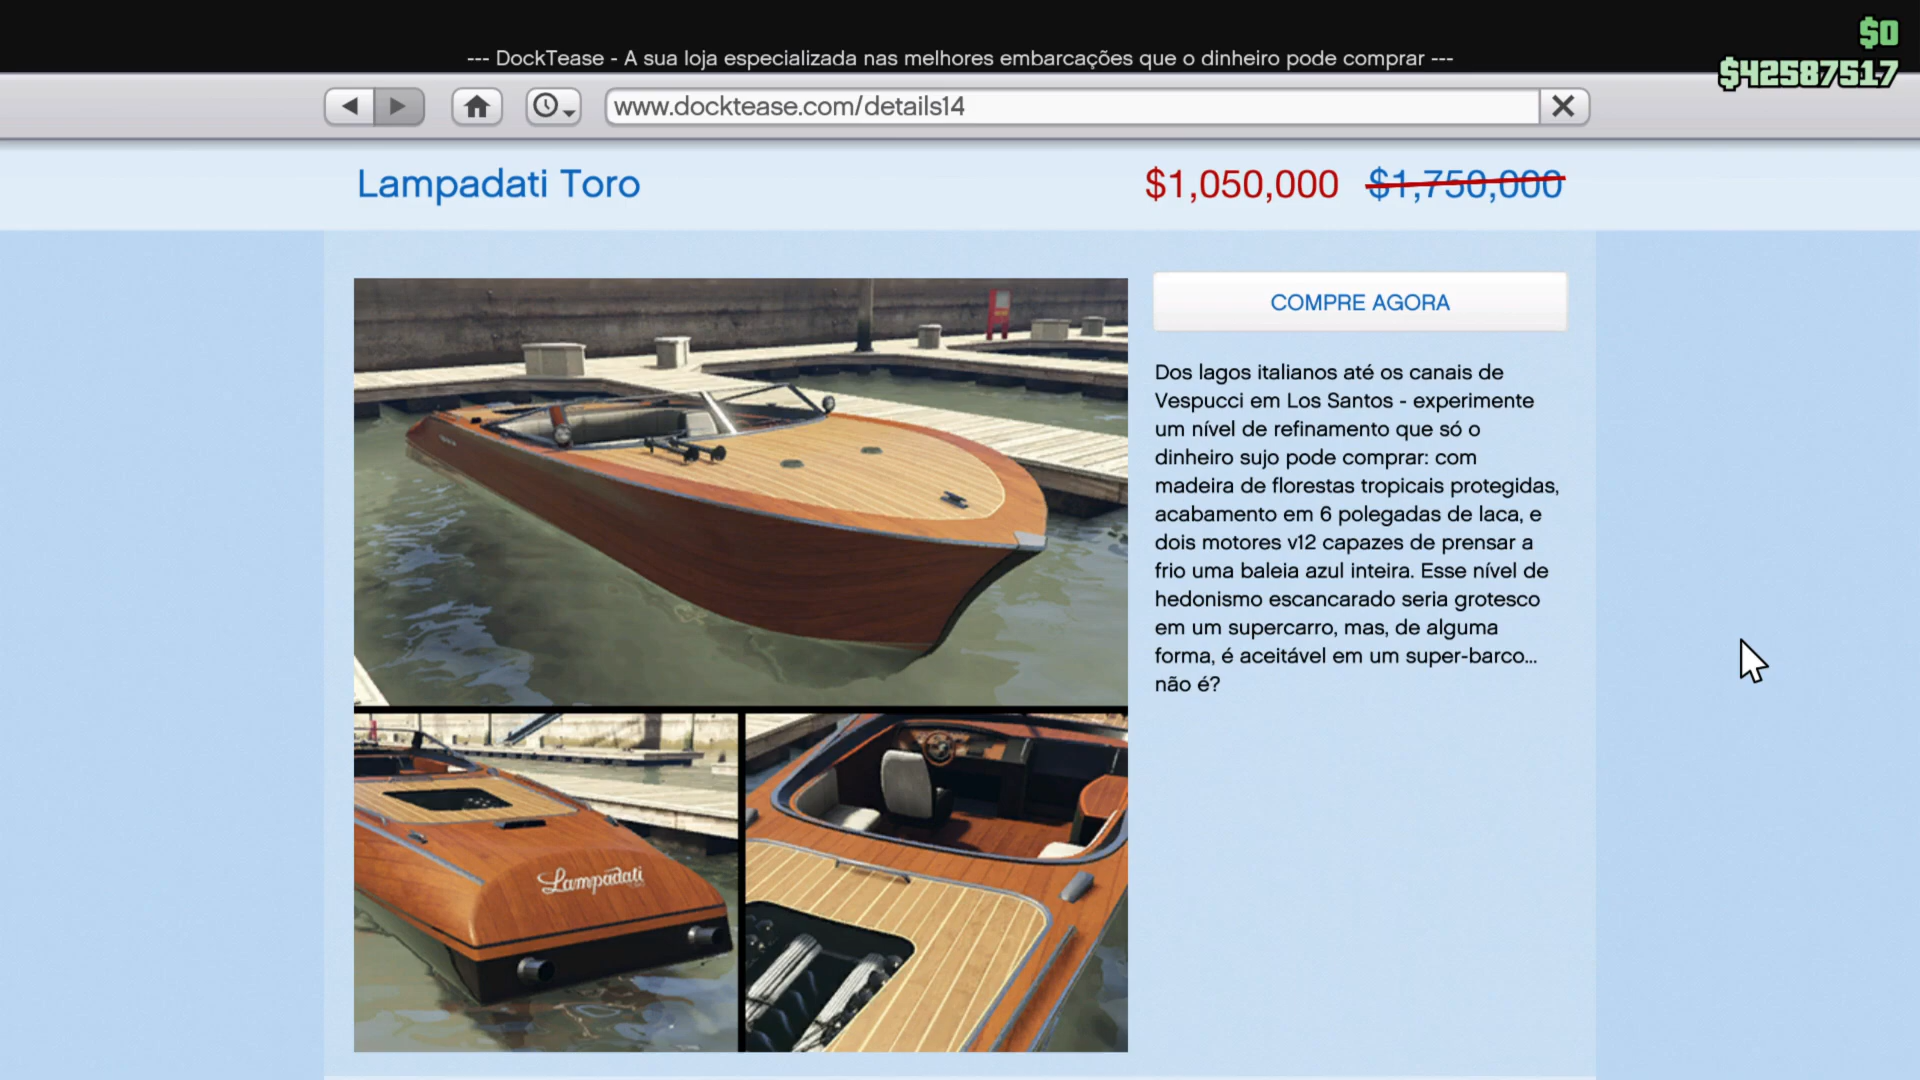 $0
--- DockTease - A sua loja especializada nas melhores embarcações que o dinheiro pode comprar ---
$42587517
www.docktease.com/details14
Lampadati Toro
$1,050,000 $1,750,000
COMPRE AGORA
Dos lagos italianos até os canais de
Vespucci em Los Santos - experimente
um nível de refinamento que só o
dinheiro sujo pode comprar: com
madeira de florestas tropicais protegidas,
acabamento em 6 polegadas de laca, e
dois motores v12 capazes de prensar a
frio uma baleia azul inteira. Esse nível de
hedonismo escancarado seria grotesco
em um supercarro, mas, de alguma
forma, é aceitável em um super-barco...
não é?
Lampadati